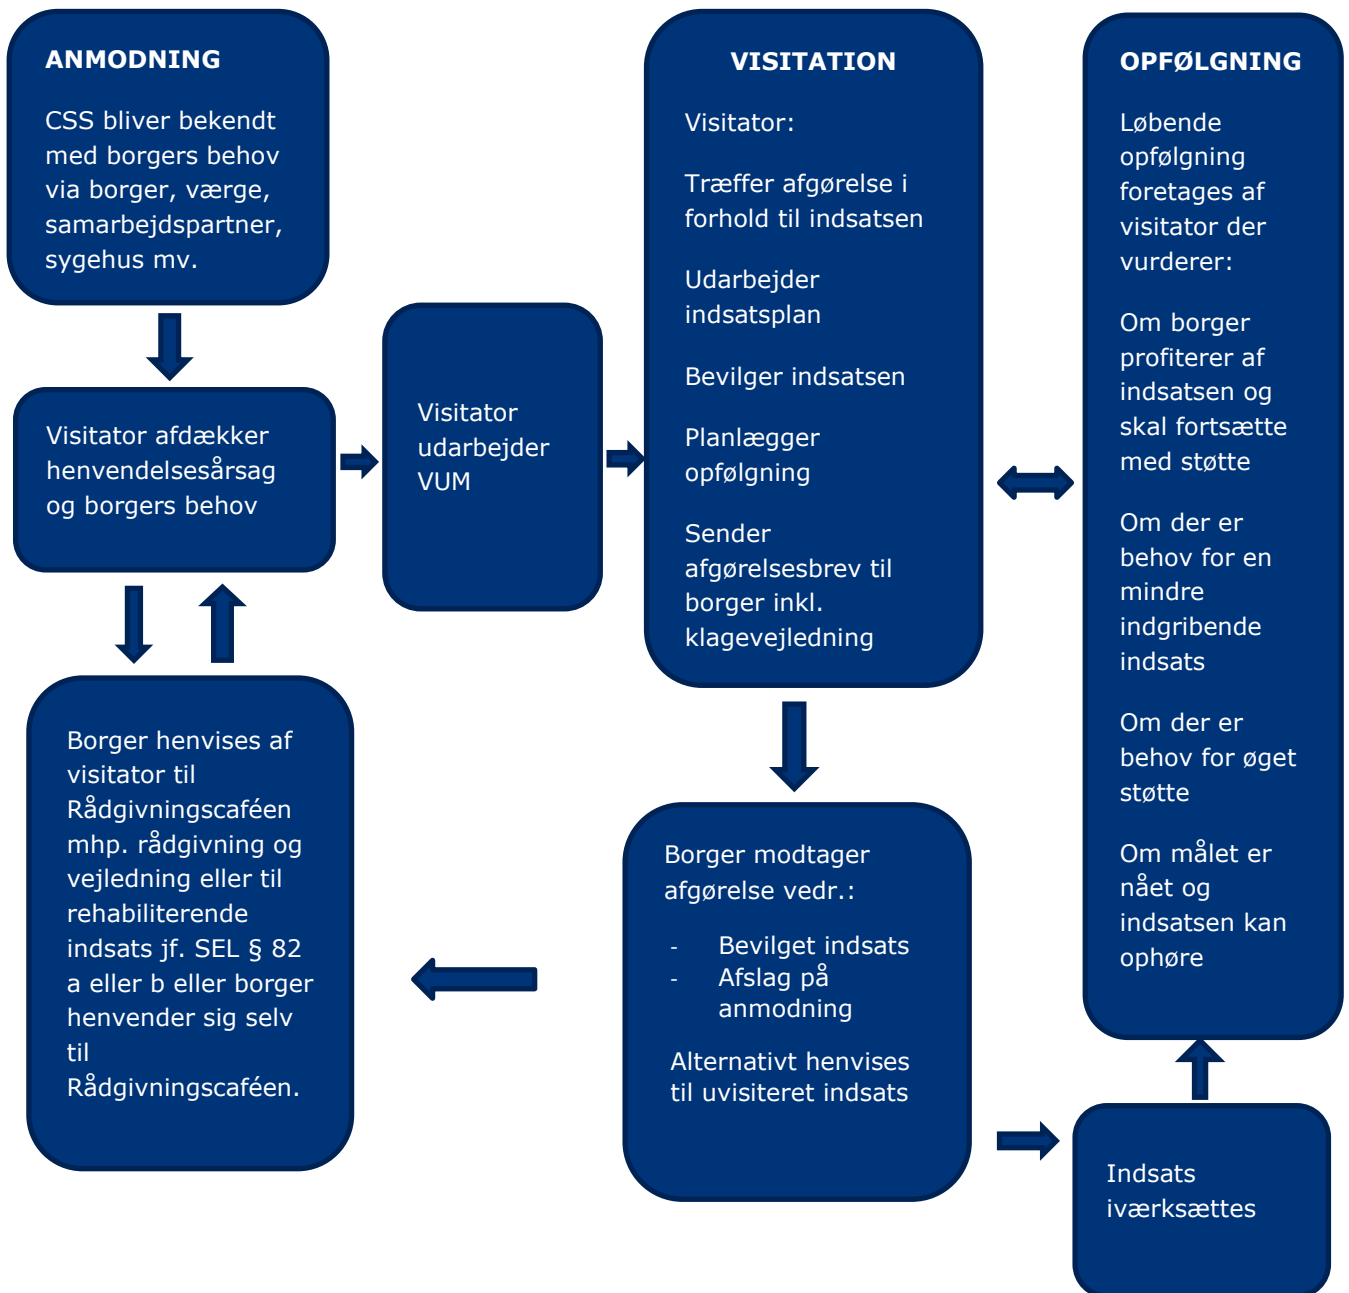 ANMODNING
CSS bliver bekendt
med borgers behov
via borger, værge,
samarbejdspartner,
sygehus mv.
Visitator afdækker
henvendelsesårsag
og borgers behov
Visitator
udarbejder
VUM
VISITATION
Visitator:
Træffer afgørelse i
forhold til indsatsen
Udarbejder
indsatsplan
Bevilger indsatsen
Planlægger
opfølgning
Sender
afgørelsesbrev til
borger inkl.
klagevejledning
OPFØLGNING
Løbende
opfølgning
foretages af
visitator der
vurderer:
Om borger
profiterer af
indsatsen og
skal fortsætte
med støtte
Om der er
behov for en
mindre
indgribende
indsats
Om der er
behov for øget
støtte
Om målet er
nået og
indsatsen kan
ophøre
Borger henvises af
visitator til
Rådgivningscaféen
mhp. rådgivning og
vejledning eller til
rehabiliterende
indsats jf. SEL § 82
a eller b eller borger
henvender sig selv
til
Rådgivningscaféen.
Borger modtager
afgørelse vedr.:
- Bevilget indsats
- Afslag på
anmodning
Alternativt henvises
til uvisiteret indsats
Indsats
iværksættes